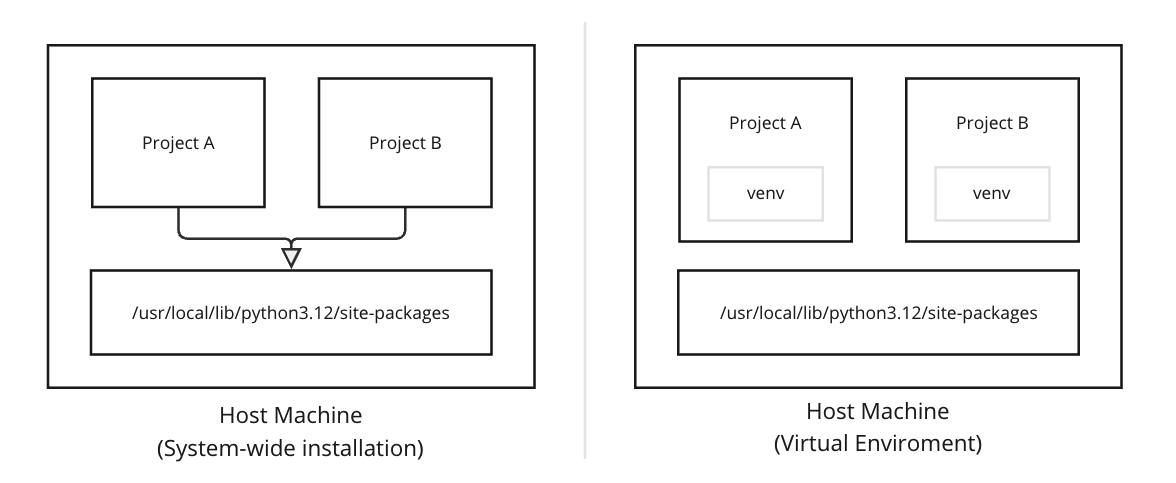 Project A
Project B
/usr/local/lib/python3.12/site-packages
Host Machine
(System-wide installation)
Project A
Project B
venv
venv
/usr/local/lib/python3.12/site-packages
Host Machine
(Virtual Enviroment)